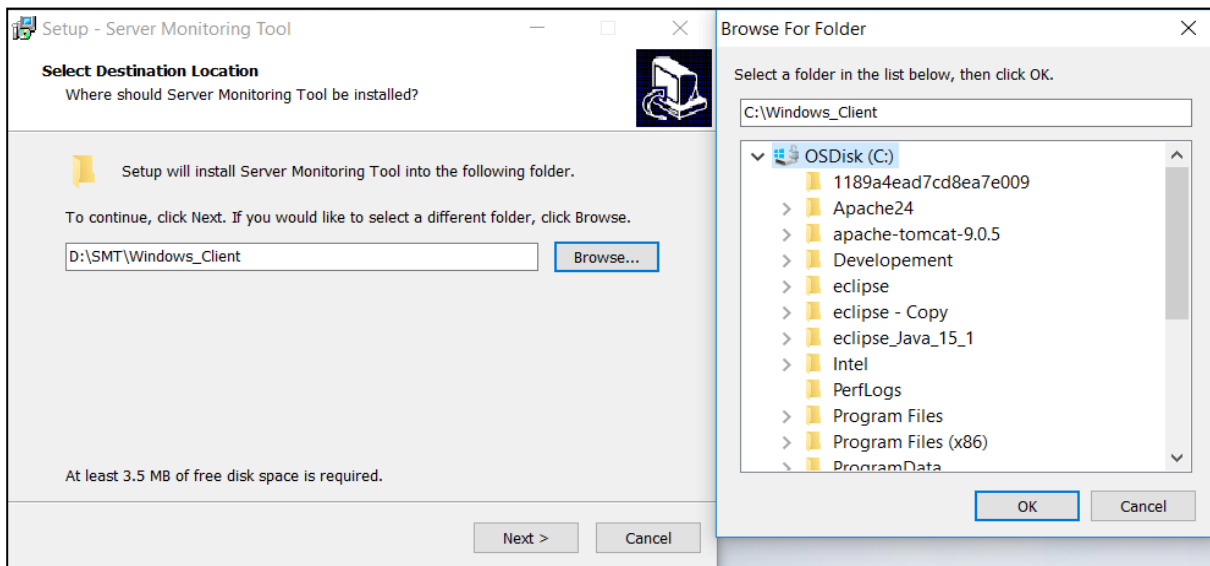 Setup - Server Monitoring Tool
Select Destination Location
Where should Server Monitoring Tool be installed?
Setup will install Server Monitoring Tool into the following folder.
To continue, click Next. If you would like to select a different folder, click Browse.
D:\SMT\Windows_Client
Browse...
At least 3.5 MB of free disk space is required.
Next >
Cancel
Browse For Folder
Select a folder in the list below, then click OK.
C:\Windows_Client
OSDisk (C:)
1189a4ead7cd8ea7e009
Apache24
apache-tomcat-9.0.5
Developement
eclipse
eclipse - Copy
eclipse_Java_15_1
Intel
PerfLogs
Program Files
Program Files (x86)
ProgramData
OK
Cancel